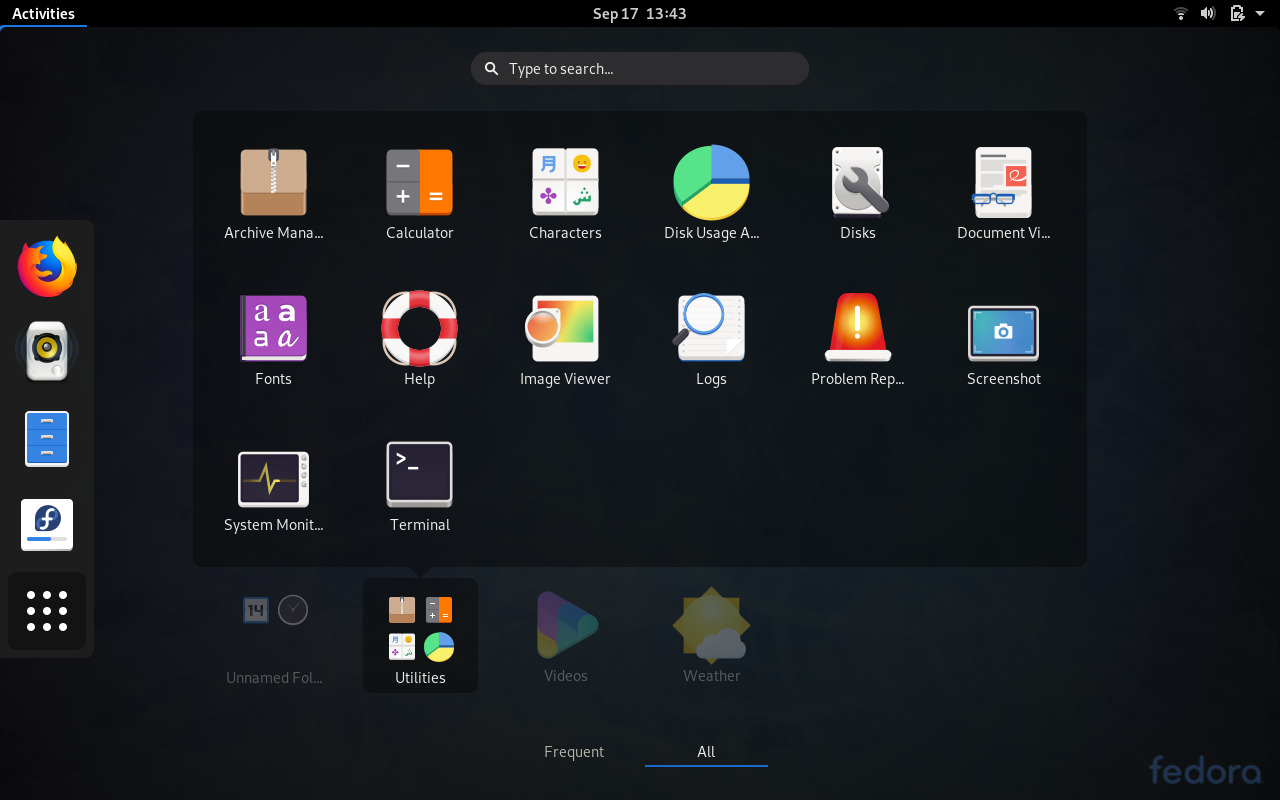 Activities
Sep 17 13:43
Type to search...
Archive Mana...
Calculator
Characters
Disk Usage A...
Disks
Document Vi...
Fonts
Help
Image Viewer
Logs
Problem Rep...
Screenshot
System Monit...
Terminal
14
Unnamed Fol...
Utilities
Videos
Weather
Frequent
All
fedora